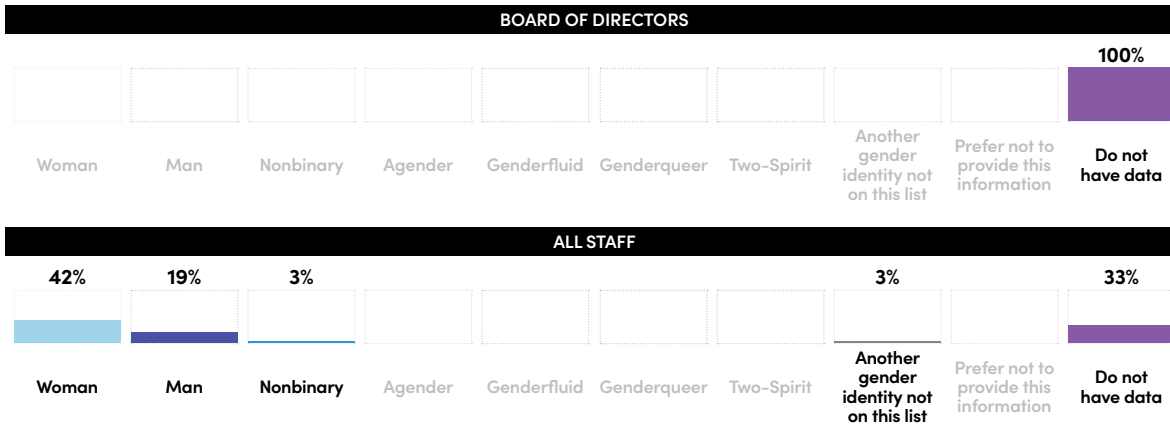 BOARD OF DIRECTORS
100%
Woman
Man
Nonbinary
Agender
Genderfluid
Genderqueer
Two-Spirit
Another
gender
identity not
on this list
Prefer not to
provide this
information
Do not
have data
ALL STAFF
42%
19%
3%
3%
33%
Woman
Man
Nonbinary
Agender
Genderfluid
Genderqueer
Two-Spirit
Another
gender
identity not
on this list
Prefer not to
provide this
information
Do not
have data